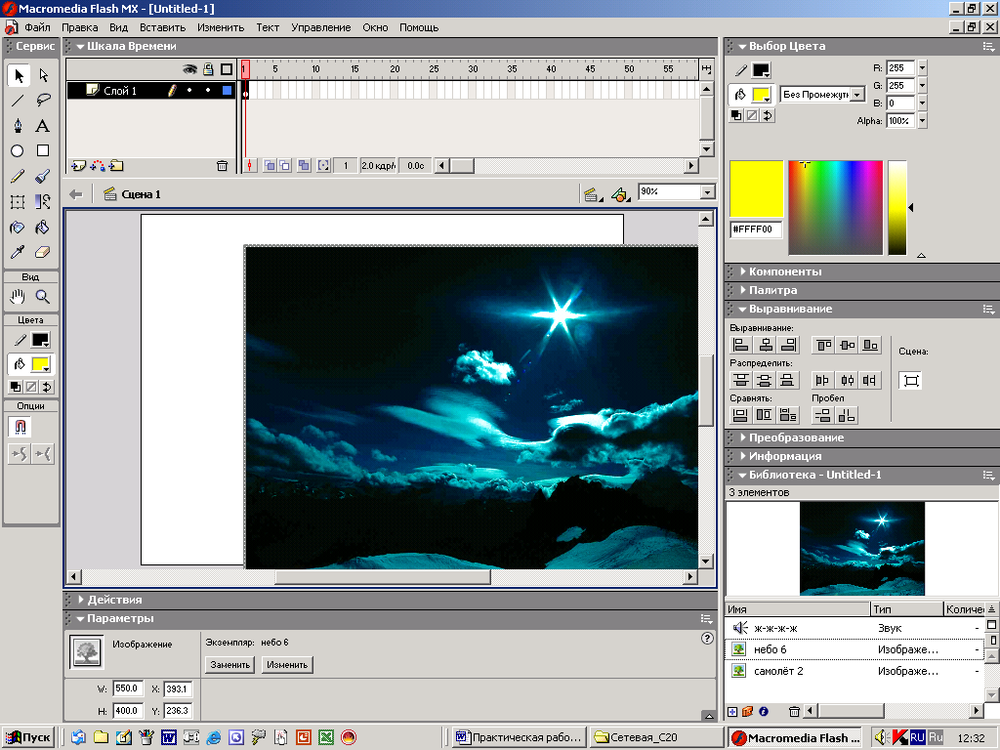 Macromedia Flash MX - [Untitled-1]
Файл Правка Вид Вставить Изменить Текст Управление Окно Помощь
Сервис
Шкала Времени
Выбор Цвета
1 5 10 15 20 25 30 35 40 45 50 55
Слой 1
R: 255
G: 255
B: 0
Без Промежутк
Alpha: 100%
1 2.0 кдр/ 0.0с
Сцена 1
90%
#FFFF00
Вид
Цвета
Опции
Компоненты
Палитра
Выравнивание
Выравнивание:
Сцена:
Распределить:
Сравнять:
Пробел
Преобразование
Информация
Библиотека - Untitled-1
3 элементов
Имя Тип Количес
ж-ж-ж-ж Звук -
небо 6 Изображе... -
самолёт 2 Изображе... -
Действия
Параметры
Изображение
Экземпляр: небо 6
Заменить Изменить
W: 550.0 X: 393.1
H: 400.0 Y: 236.3
Пуск
Практическая рабо...
Сетевая_C20
Macromedia Flash ...
RU Ru
12:32